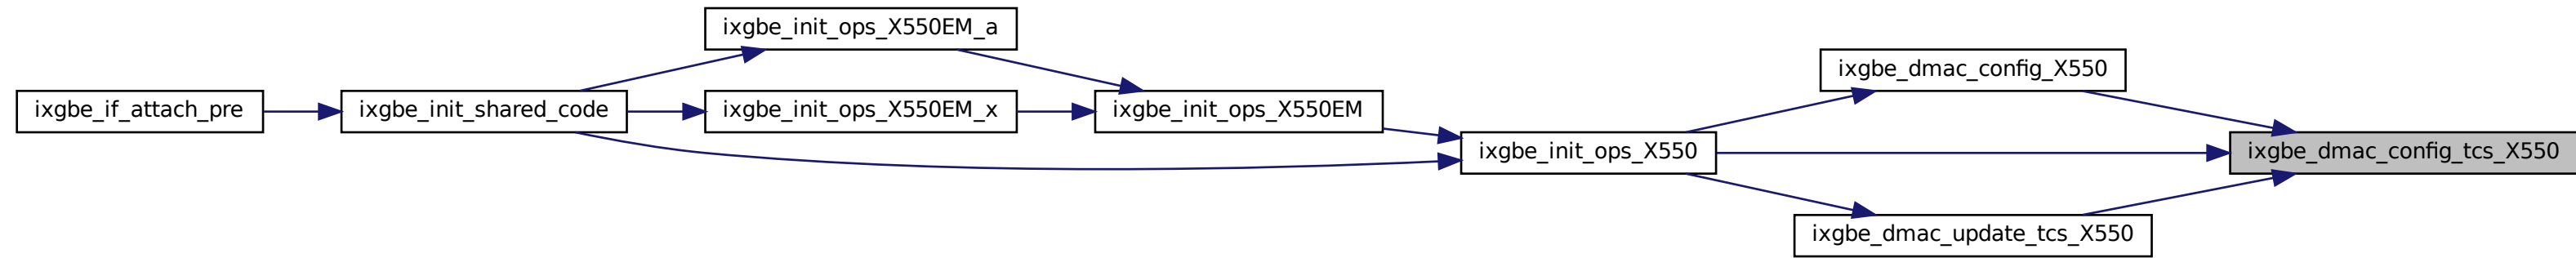 ixgbe_if_attach_pre
ixgbe_init_shared_code
ixgbe_init_ops_X550EM_a
ixgbe_init_ops_X550EM_x
ixgbe_init_ops_X550EM
ixgbe_init_ops_X550
ixgbe_dmac_config_X550
ixgbe_dmac_update_tcs_X550
ixgbe_dmac_config_tcs_X550